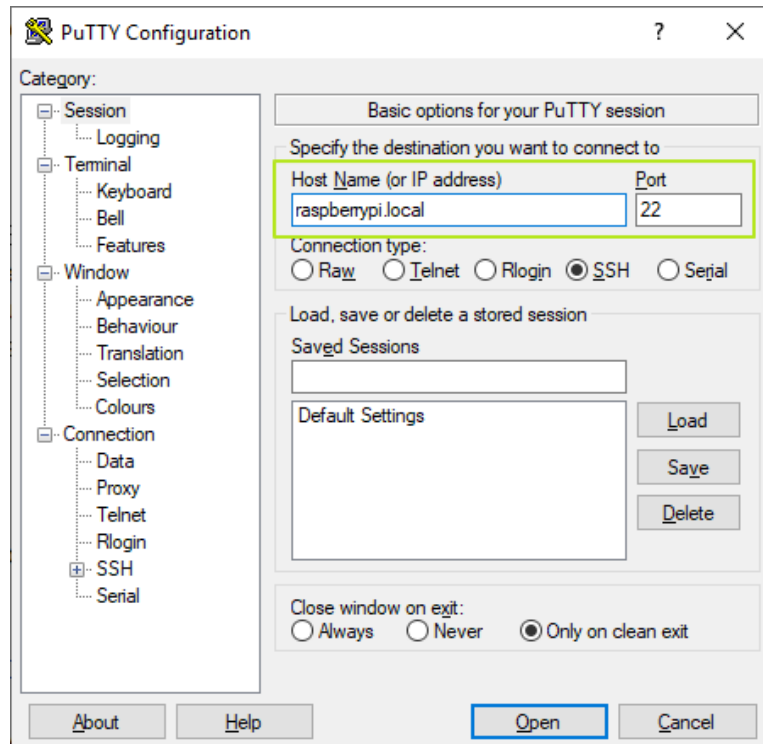 PuTTY Configuration
?
Category:
Session
Logging
Terminal
Keyboard
Bell
Features
Window
Appearance
Behaviour
Translation
Selection
Colours
Connection
Data
Proxy
Telnet
Rlogin
SSH
Serial
Basic options for your PuTTY session
Specify the destination you want to connect to
Host Name (or IP address) Port
raspberrypi.local 22
Connection type:
Raw Telnet Rlogin SSH Serial
Load, save or delete a stored session
Saved Sessions
Default Settings
Load
Save
Delete
Close window on exit:
Always Never Only on clean exit
About Help Open Cancel